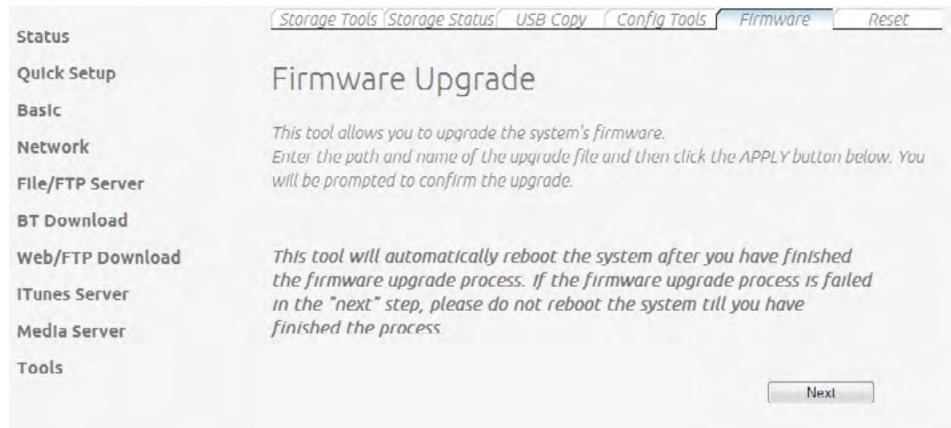 Storage Tools Storage Status USB Copy Config Tools Firmware Reset
Status
Quick Setup
Basic
Network
File/FTP Server
BT Download
Web/FTP Download
iTunes Server
Media Server
Tools
Firmware Upgrade
This tool allows you to upgrade the system's firmware.
Enter the path and name of the upgrade file and then click the APPLY button below. You
will be prompted to confirm the upgrade.
This tool will automatically reboot the system after you have finished
the firmware upgrade process. If the firmware upgrade process is failed
in the "next" step, please do not reboot the system till you have
finished the process
Next